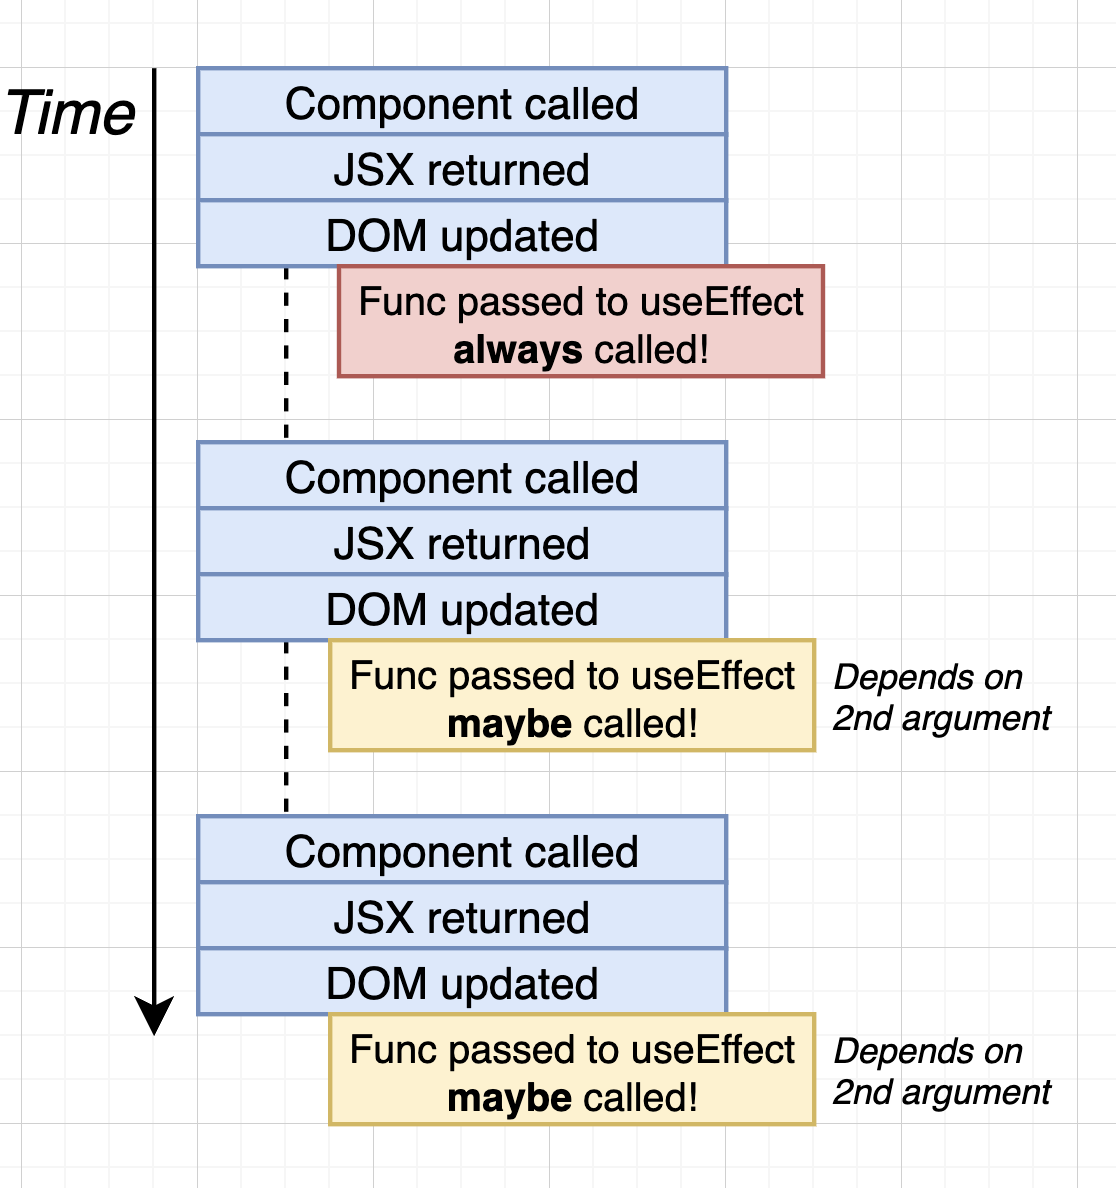 Time
Component called
JSX returned
DOM updated
Func passed to useEffect
always called!
Component called
JSX returned
DOM updated
Func passed to useEffect
maybe called!
Depends on
2nd argument
Component called
JSX returned
DOM updated
Func passed to useEffect
maybe called!
Depends on
2nd argument